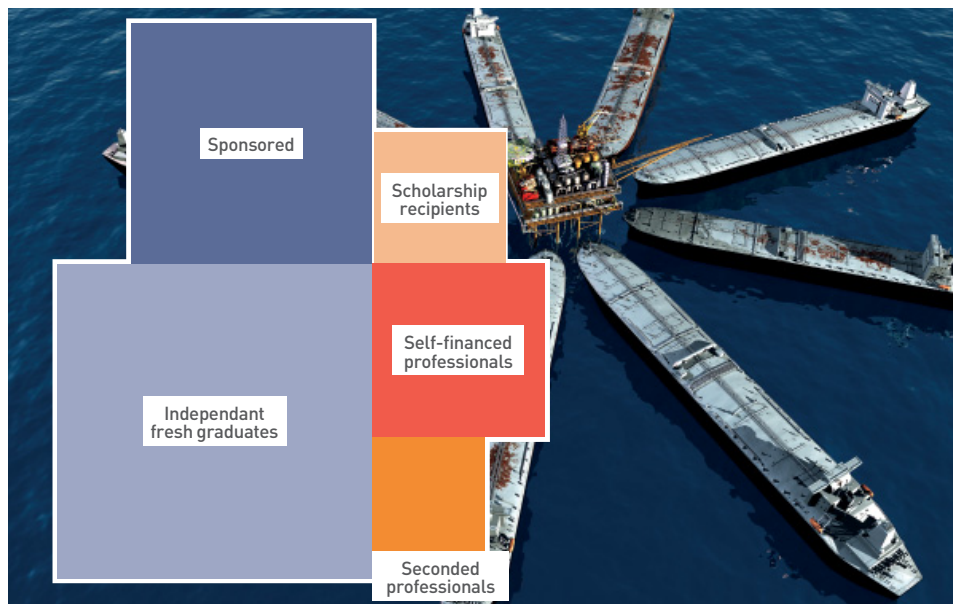 Sponsored
Scholarship
recipients
Self-financed
professionals
Independant
fresh graduates
Seconded
professionals